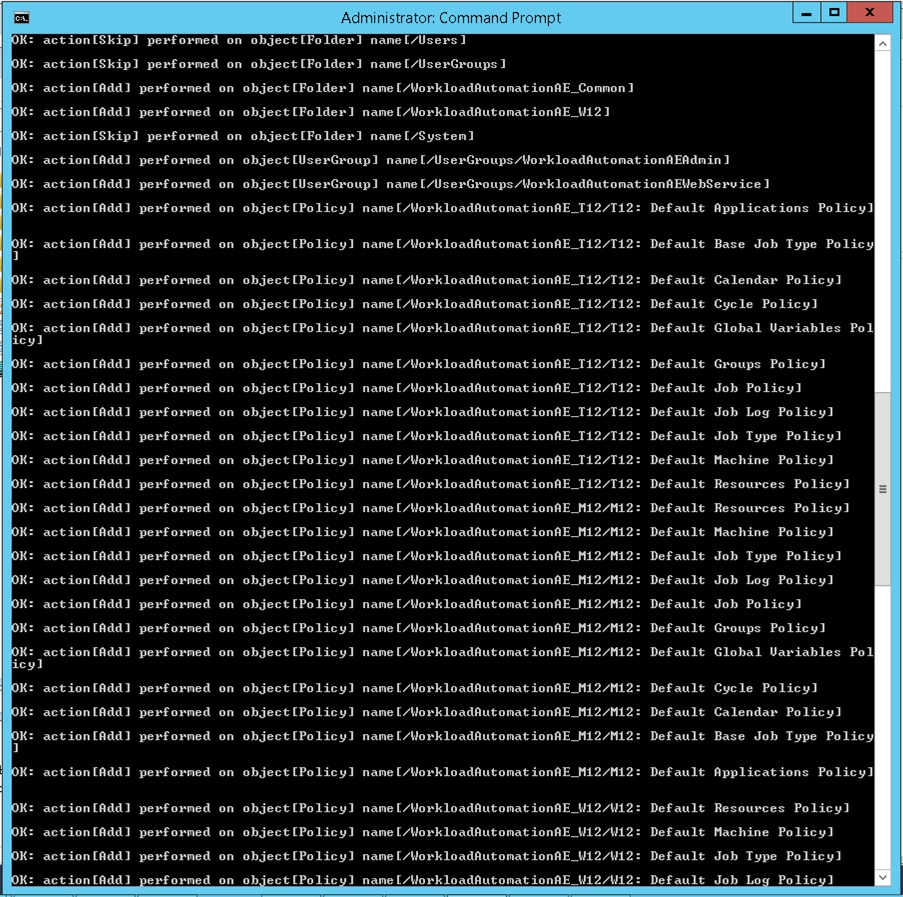 Administrator: Command Prompt
OK: action[Skip] performed on object[Folder] name[/Users]
OK: action[Skip] performed on object[Folder] name[/UserGroups]
OK: action[Add] performed on object[Folder] name[/WorkloadAutomationAE_Common]
OK: action[Add] performed on object[Folder] name[/WorkloadAutomationAE_W12]
OK: action[Skip] performed on object[Folder] name[/System]
OK: action[Add] performed on object[UserGroup] name[/UserGroups/WorkloadAutomationAEAdmin]
OK: action[Add] performed on object[UserGroup] name[/UserGroups/WorkloadAutomationAEWebService]
OK: action[Add] performed on object[Policy] name[/WorkloadAutomationAE_T12/T12: Default Applications Policy]
OK: action[Add] performed on object[Policy] name[/WorkloadAutomationAE_T12/T12: Default Base Job Type Policy
]
OK: action[Add] performed on object[Policy] name[/WorkloadAutomationAE_T12/T12: Default Calendar Policy]
OK: action[Add] performed on object[Policy] name[/WorkloadAutomationAE_T12/T12: Default Cycle Policy]
OK: action[Add] performed on object[Policy] name[/WorkloadAutomationAE_T12/T12: Default Global Variables Pol
icy]
OK: action[Add] performed on object[Policy] name[/WorkloadAutomationAE_T12/T12: Default Groups Policy]
OK: action[Add] performed on object[Policy] name[/WorkloadAutomationAE_T12/T12: Default Job Policy]
OK: action[Add] performed on object[Policy] name[/WorkloadAutomationAE_T12/T12: Default Job Log Policy]
OK: action[Add] performed on object[Policy] name[/WorkloadAutomationAE_T12/T12: Default Job Type Policy]
OK: action[Add] performed on object[Policy] name[/WorkloadAutomationAE_T12/T12: Default Machine Policy]
OK: action[Add] performed on object[Policy] name[/WorkloadAutomationAE_T12/T12: Default Resources Policy]
OK: action[Add] performed on object[Policy] name[/WorkloadAutomationAE_M12/M12: Default Resources Policy]
OK: action[Add] performed on object[Policy] name[/WorkloadAutomationAE_M12/M12: Default Machine Policy]
OK: action[Add] performed on object[Policy] name[/WorkloadAutomationAE_M12/M12: Default Job Type Policy]
OK: action[Add] performed on object[Policy] name[/WorkloadAutomationAE_M12/M12: Default Job Log Policy]
OK: action[Add] performed on object[Policy] name[/WorkloadAutomationAE_M12/M12: Default Job Policy]
OK: action[Add] performed on object[Policy] name[/WorkloadAutomationAE_M12/M12: Default Groups Policy]
OK: action[Add] performed on object[Policy] name[/WorkloadAutomationAE_M12/M12: Default Global Variables Pol
icy]
OK: action[Add] performed on object[Policy] name[/WorkloadAutomationAE_M12/M12: Default Cycle Policy]
OK: action[Add] performed on object[Policy] name[/WorkloadAutomationAE_M12/M12: Default Calendar Policy]
OK: action[Add] performed on object[Policy] name[/WorkloadAutomationAE_M12/M12: Default Base Job Type Policy
]
OK: action[Add] performed on object[Policy] name[/WorkloadAutomationAE_M12/M12: Default Applications Policy]
OK: action[Add] performed on object[Policy] name[/WorkloadAutomationAE_W12/W12: Default Resources Policy]
OK: action[Add] performed on object[Policy] name[/WorkloadAutomationAE_W12/W12: Default Machine Policy]
OK: action[Add] performed on object[Policy] name[/WorkloadAutomationAE_W12/W12: Default Job Type Policy]
OK: action[Add] performed on object[Policy] name[/WorkloadAutomationAE_W12/W12: Default Job Log Policy]